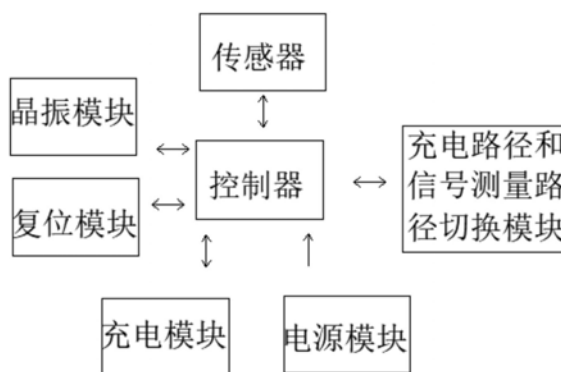 传感器
晶振模块
控制器
充电路径和
信号测量路
径切换模块
复位模块
充电模块
电源模块